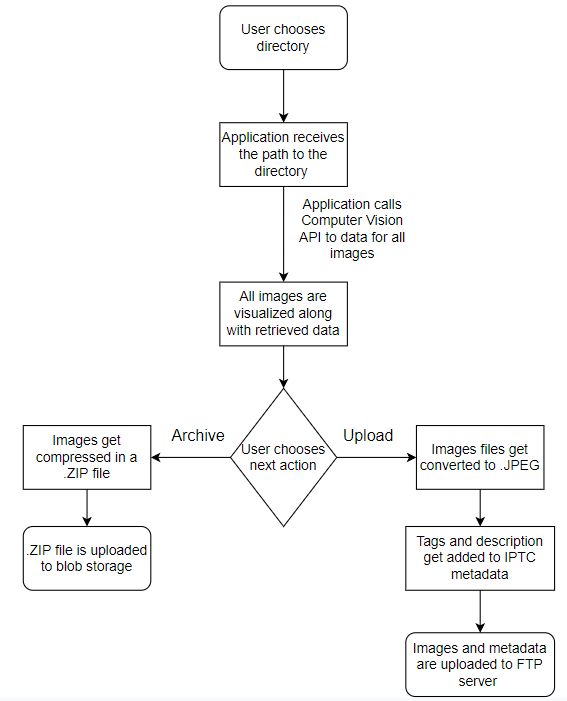 User chooses
directory
Application receives
the path to the
directory
Application calls
Computer Vision
API to data for all
images
All images are
visualized along
with retrieved data
User chooses
next action
Archive
Images get
compressed in a
.ZIP file
.ZIP file is uploaded
to blob storage
Upload
Images files get
converted to .JPEG
Tags and description
get added to IPTC
metadata
Images and metadata
are uploaded to FTP
server